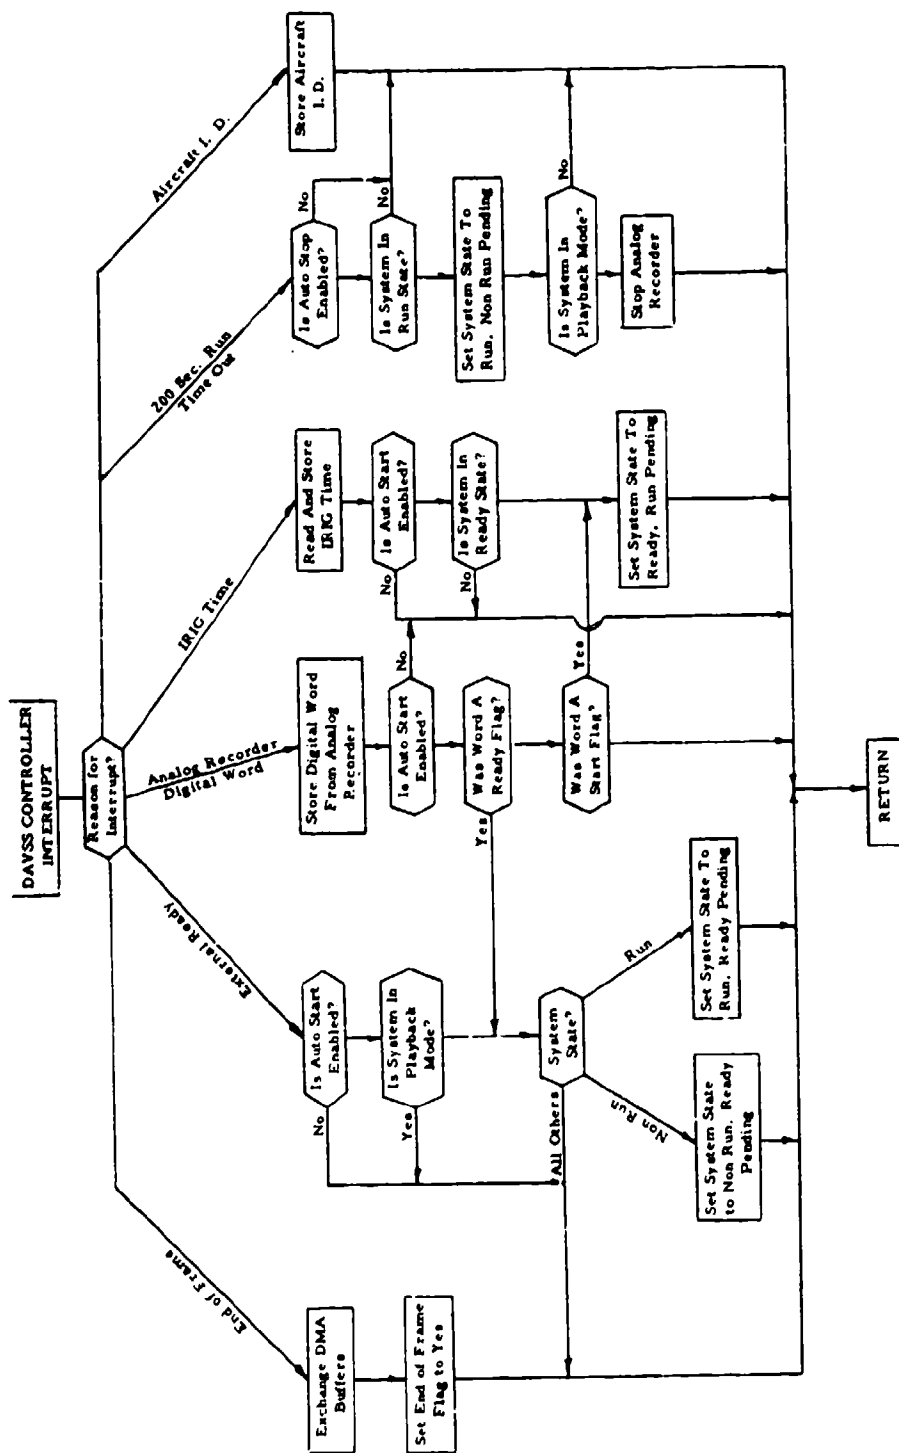 DAVSS CONTROLLER
INTERRUPT
Reason for
Interrupt?
End of Frame
External Ready
Analog Recorder
Digital Word
IRIG Time
200 Sec. Run
Time Out
Aircraft I. D.
Exchange DMA
Buffers
Set End of Frame
Flag to Yes
Is Auto Start
Enabled?
No
Is System In
Playback
Mode?
Yes
All Others
System
State?
Run
Non Run
Set System State
to Non Run, Ready
Pending
Set System State To
Run, Ready Pending
Store Digital Word
From Analog
Recorder
Is Auto Start
Enabled?
No
Was Word A
Ready Flag?
Yes
Was Word A
Start Flag?
Yes
Read And Store
IRIG Time
Is Auto Start
Enabled?
No
Is System In
Ready State?
No
Set System State To
Ready, Run Pending
Is Auto Stop
Enabled?
No
Is System In
Run State?
No
Set System State To
Run, Non Run Pending
Is System In
Playback Mode?
No
Stop Analog
Recorder
Store Aircraft
I. D.
RETURN